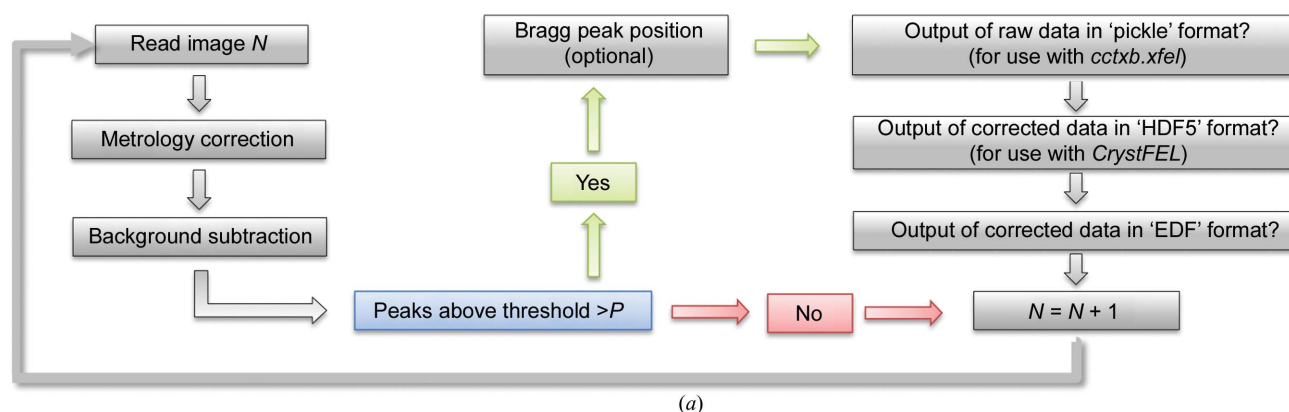 Read image N
Metrology correction
Background subtraction
Peaks above threshold >P
Yes
Bragg peak position
(optional)
Output of raw data in ‘pickle’ format?
(for use with cctxb.xfel)
Output of corrected data in ‘HDF5’ format?
(for use with CrystFEL)
Output of corrected data in ‘EDF’ format?
No
N = N + 1
(a)